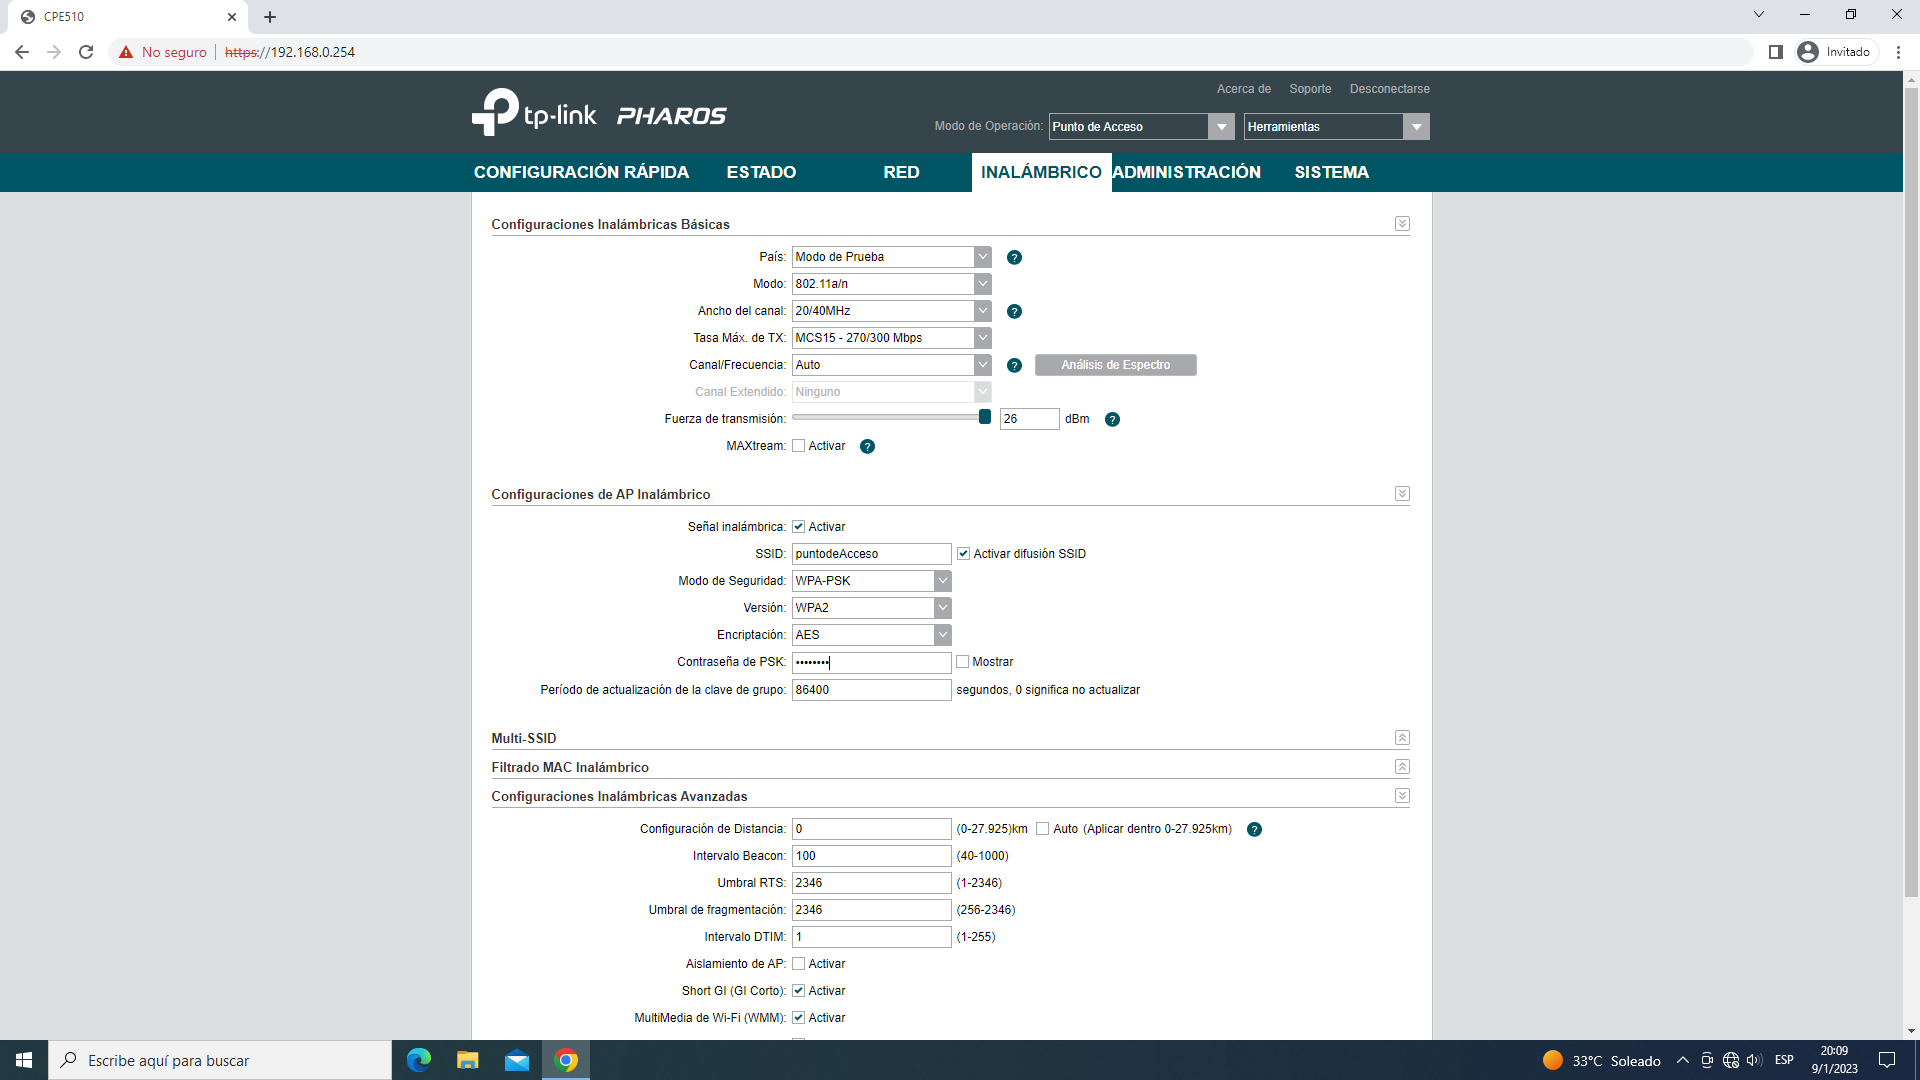 CPE510
No seguro | https://192.168.0.254
Invitado
Acerca de Soporte Desconectarse
tp-link PHAROS
Modo de Operación: Punto de Acceso Herramientas
CONFIGURACIÓN RÁPIDA ESTADO RED INALÁMBRICO ADMINISTRACIÓN SISTEMA
Configuraciones Inalámbricas Básicas
País: Modo de Prueba ?
Modo: 802.11a/n
Ancho del canal: 20/40MHz ?
Tasa Máx. de TX: MCS15 - 270/300 Mbps
Canal/Frecuencia: Auto ? Análisis de Espectro
Canal Extendido: Ninguno
Fuerza de transmisión: 26 dBm ?
MAXtream: Activar ?
Configuraciones de AP Inalámbrico
Señal inalámbrica: Activar
SSID: puntodeAcceso Activar difusión SSID
Modo de Seguridad: WPA-PSK
Versión: WPA2
Encriptación: AES
Contraseña de PSK: •••••••• Mostrar
Período de actualización de la clave de grupo: 86400 segundos, 0 significa no actualizar
Multi-SSID
Filtrado MAC Inalámbrico
Configuraciones Inalámbricas Avanzadas
Configuración de Distancia: 0 (0-27.925)km Auto (Aplicar dentro 0-27.925km) ?
Intervalo Beacon: 100 (40-1000)
Umbral RTS: 2346 (1-2346)
Umbral de fragmentación: 2346 (256-2346)
Intervalo DTIM: 1 (1-255)
Aislamiento de AP: Activar
Short GI (GI Corto): Activar
MultiMedia de Wi-Fi (WMM): Activar
Escribe aquí para buscar
33°C Soleado
ESP
20:09
9/1/2023